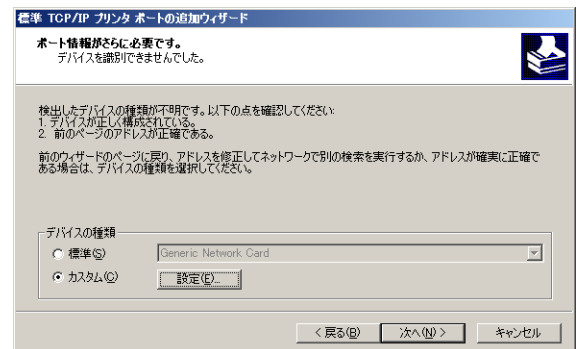 標準 TCP/IP プリンタ ポートの追加ウィザード
ポート情報がさらに必要です。
デバイスを識別できませんでした。
検出したデバイスの種類が不明です。以下の点を確認してください:
1. デバイスが正しく構成されている。
2. 前のページのアドレスが正確である。
前のウィザードのページに戻り、アドレスを修正してネットワークで別の検索を実行するか、アドレスが確実に正確で
ある場合は、デバイスの種類を選択してください。
デバイスの種類
標準(S)
Generic Network Card
カスタム(C)
設定(E)...
< 戻る(B)
次へ(N) >
キャンセル